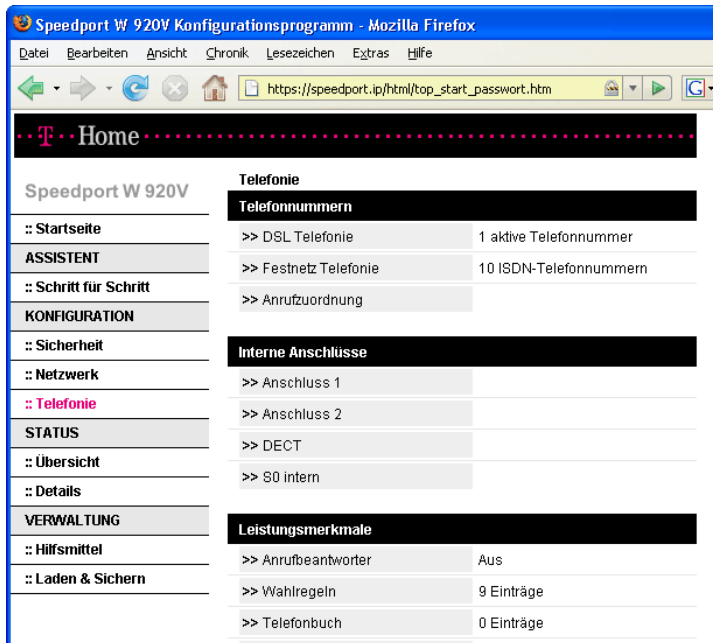 Speedport W 920V Konfigurationsprogramm - Mozilla Firefox
Datei Bearbeiten Ansicht Chronik Lesezeichen Extras Hilfe
https://speedport.ip/html/top_start_passwort.htm
G
T Home
Speedport W 920V
:: Startseite
ASSISTENT
:: Schritt für Schritt
KONFIGURATION
:: Sicherheit
:: Netzwerk
:: Telefonie
STATUS
:: Übersicht
:: Details
VERWALTUNG
:: Hilfsmittel
:: Laden & Sichern
Telefonie
Telefonnummern
>> DSL Telefonie 1 aktive Telefonnummer
>> Festnetz Telefonie 10 ISDN-Telefonnummern
>> Anrufzuordnung
Interne Anschlüsse
>> Anschluss 1
>> Anschluss 2
>> DECT
>> S0 intern
Leistungsmerkmale
>> Anrufbeantworter Aus
>> Wahlregeln 9 Einträge
>> Telefonbuch 0 Einträge